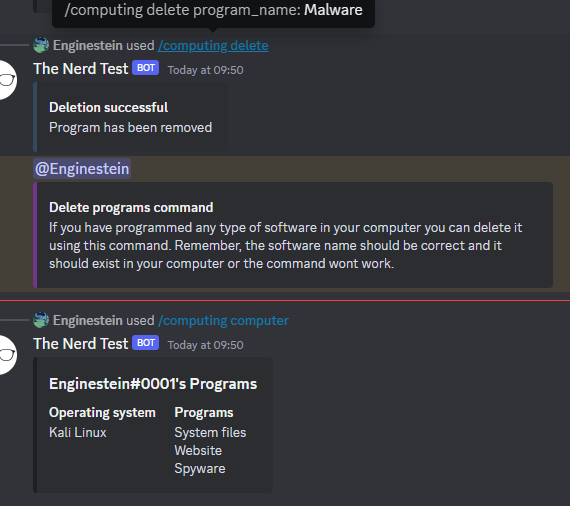 /computing delete program_name: Malware
Enginestein used /computing delete
The Nerd Test BOT Today at 09:50
Deletion successful
Program has been removed
@Enginestein
Delete programs command
If you have programmed any type of software in your computer you can delete it
using this command. Remember, the software name should be correct and it
should exist in your computer or the command wont work.
Enginestein used /computing computer
The Nerd Test BOT Today at 09:50
Enginestein#0001's Programs
Operating system Programs
Kali Linux System files
Website
Spyware